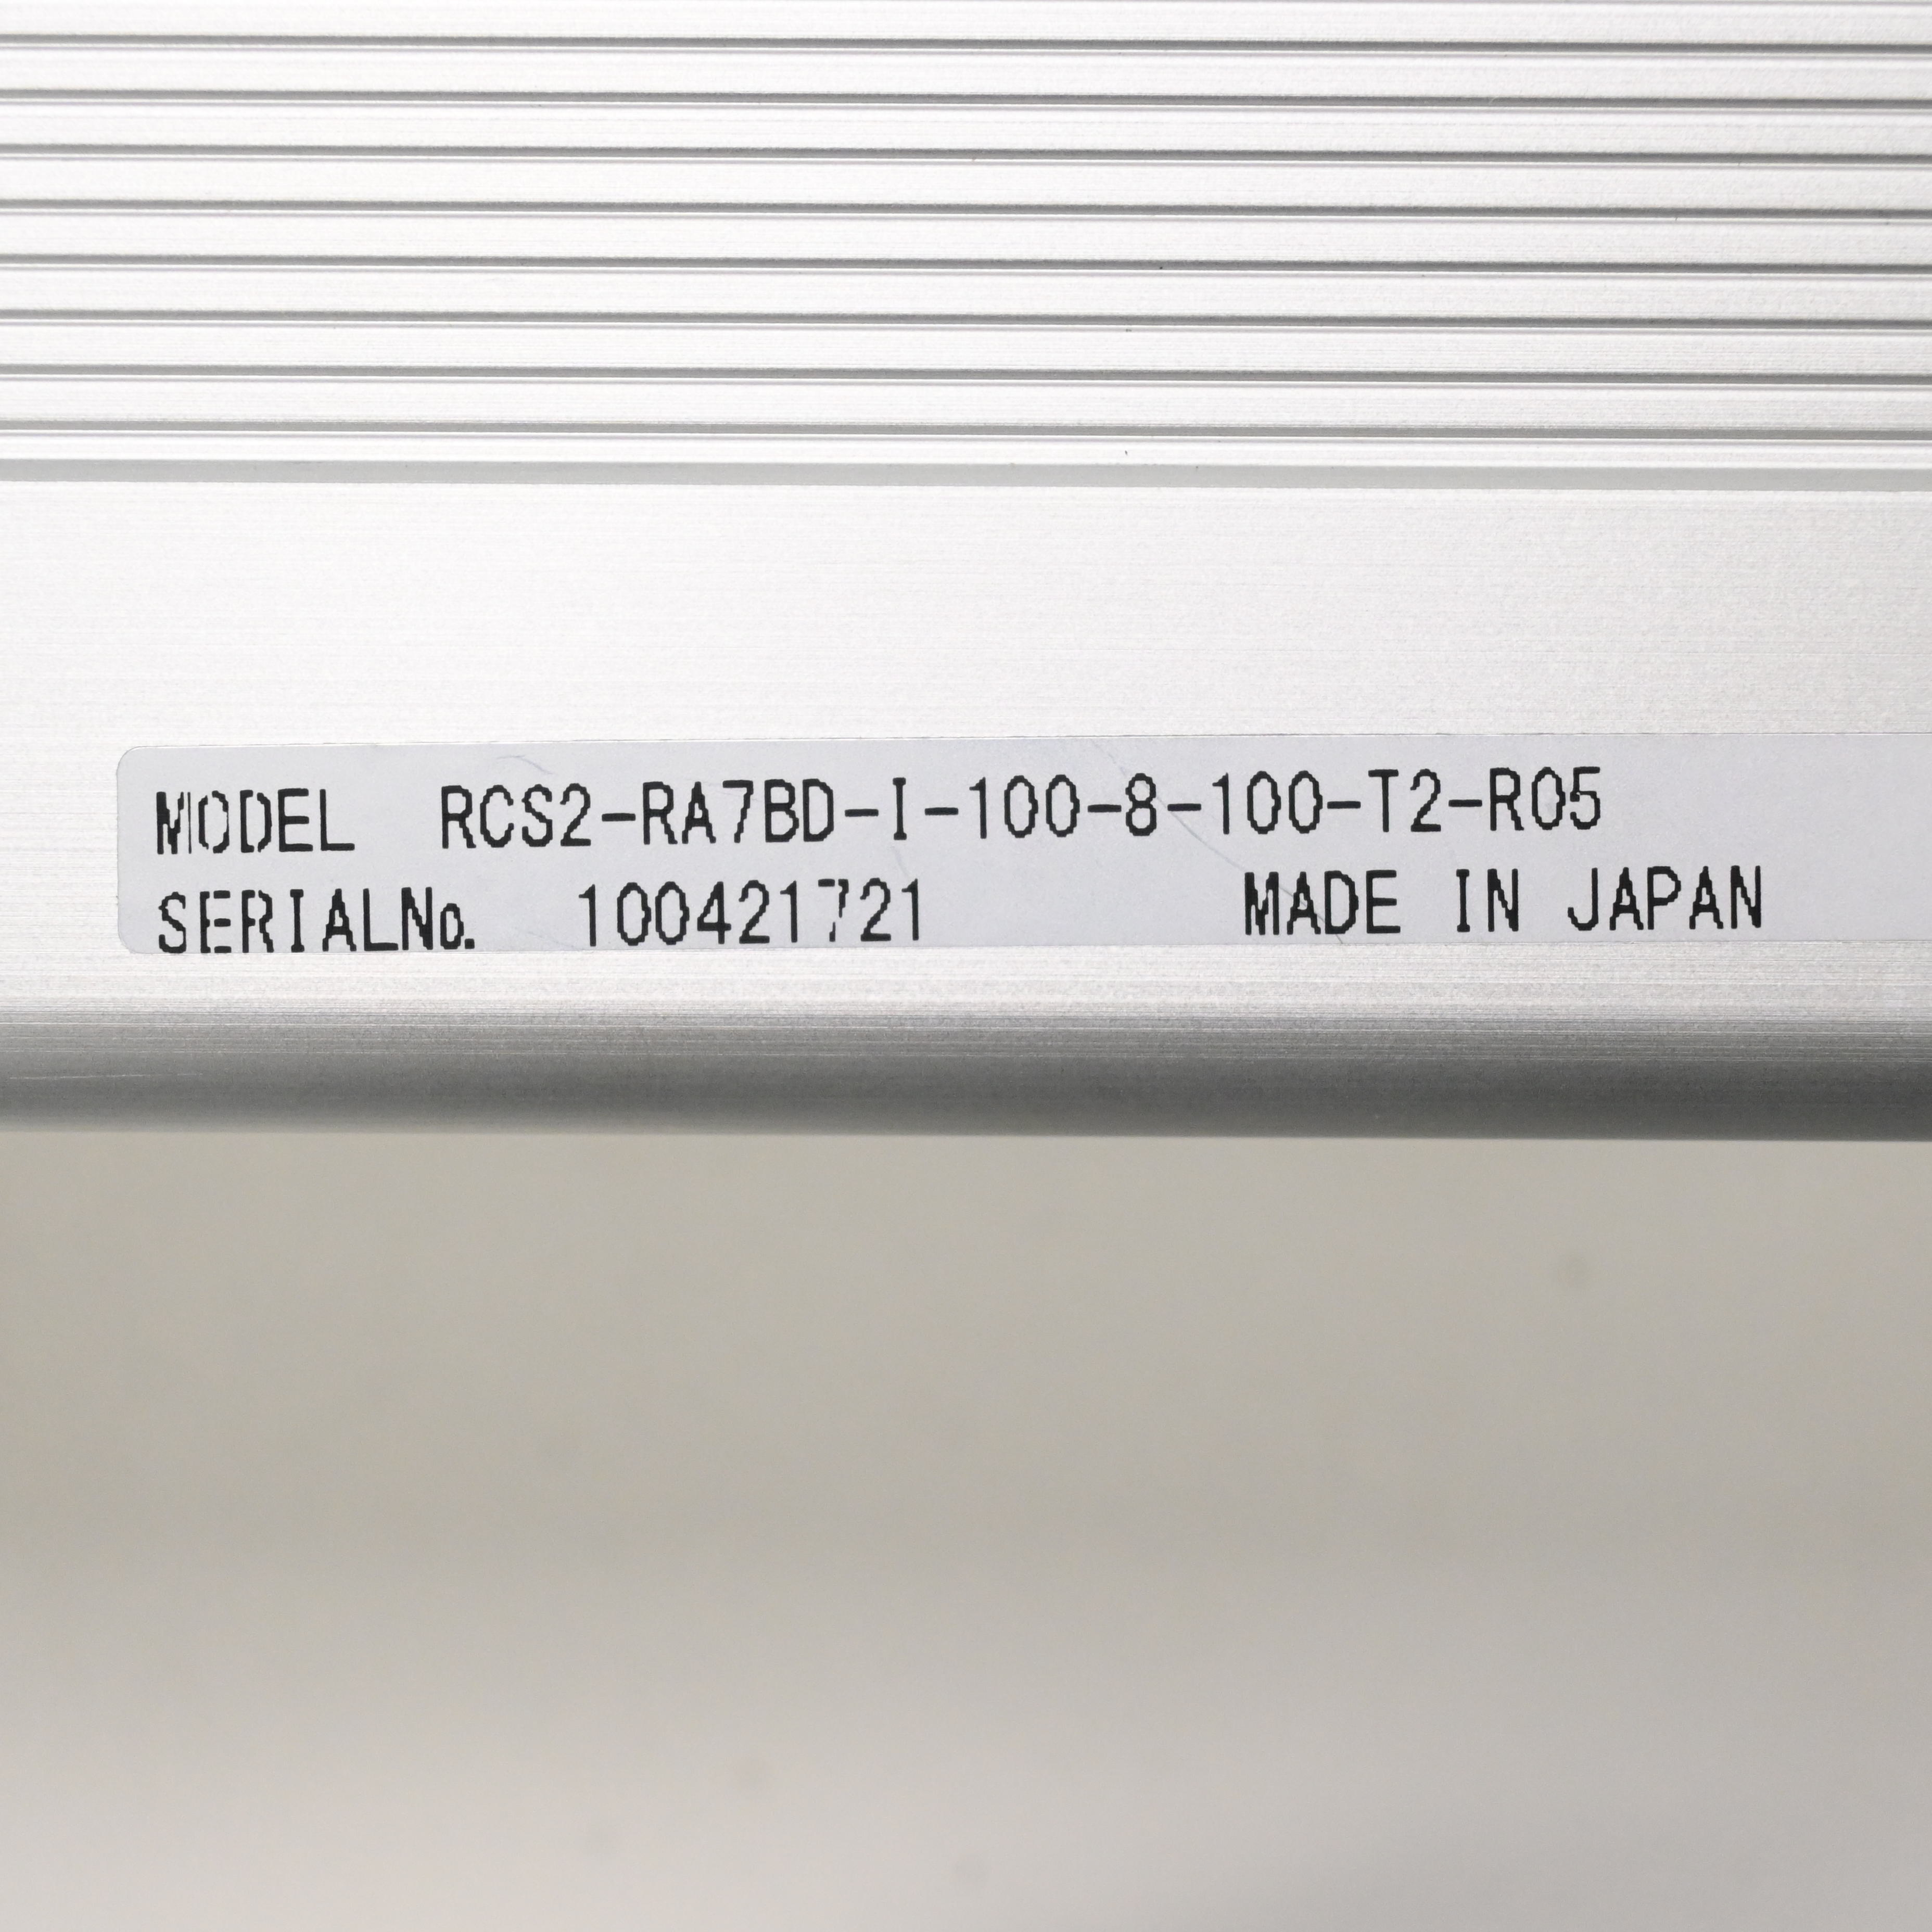 MODEL RCS2-RA7BD-I-100-8-100-T2-R05
SERIALNo. 100421721 MADE IN JAPAN